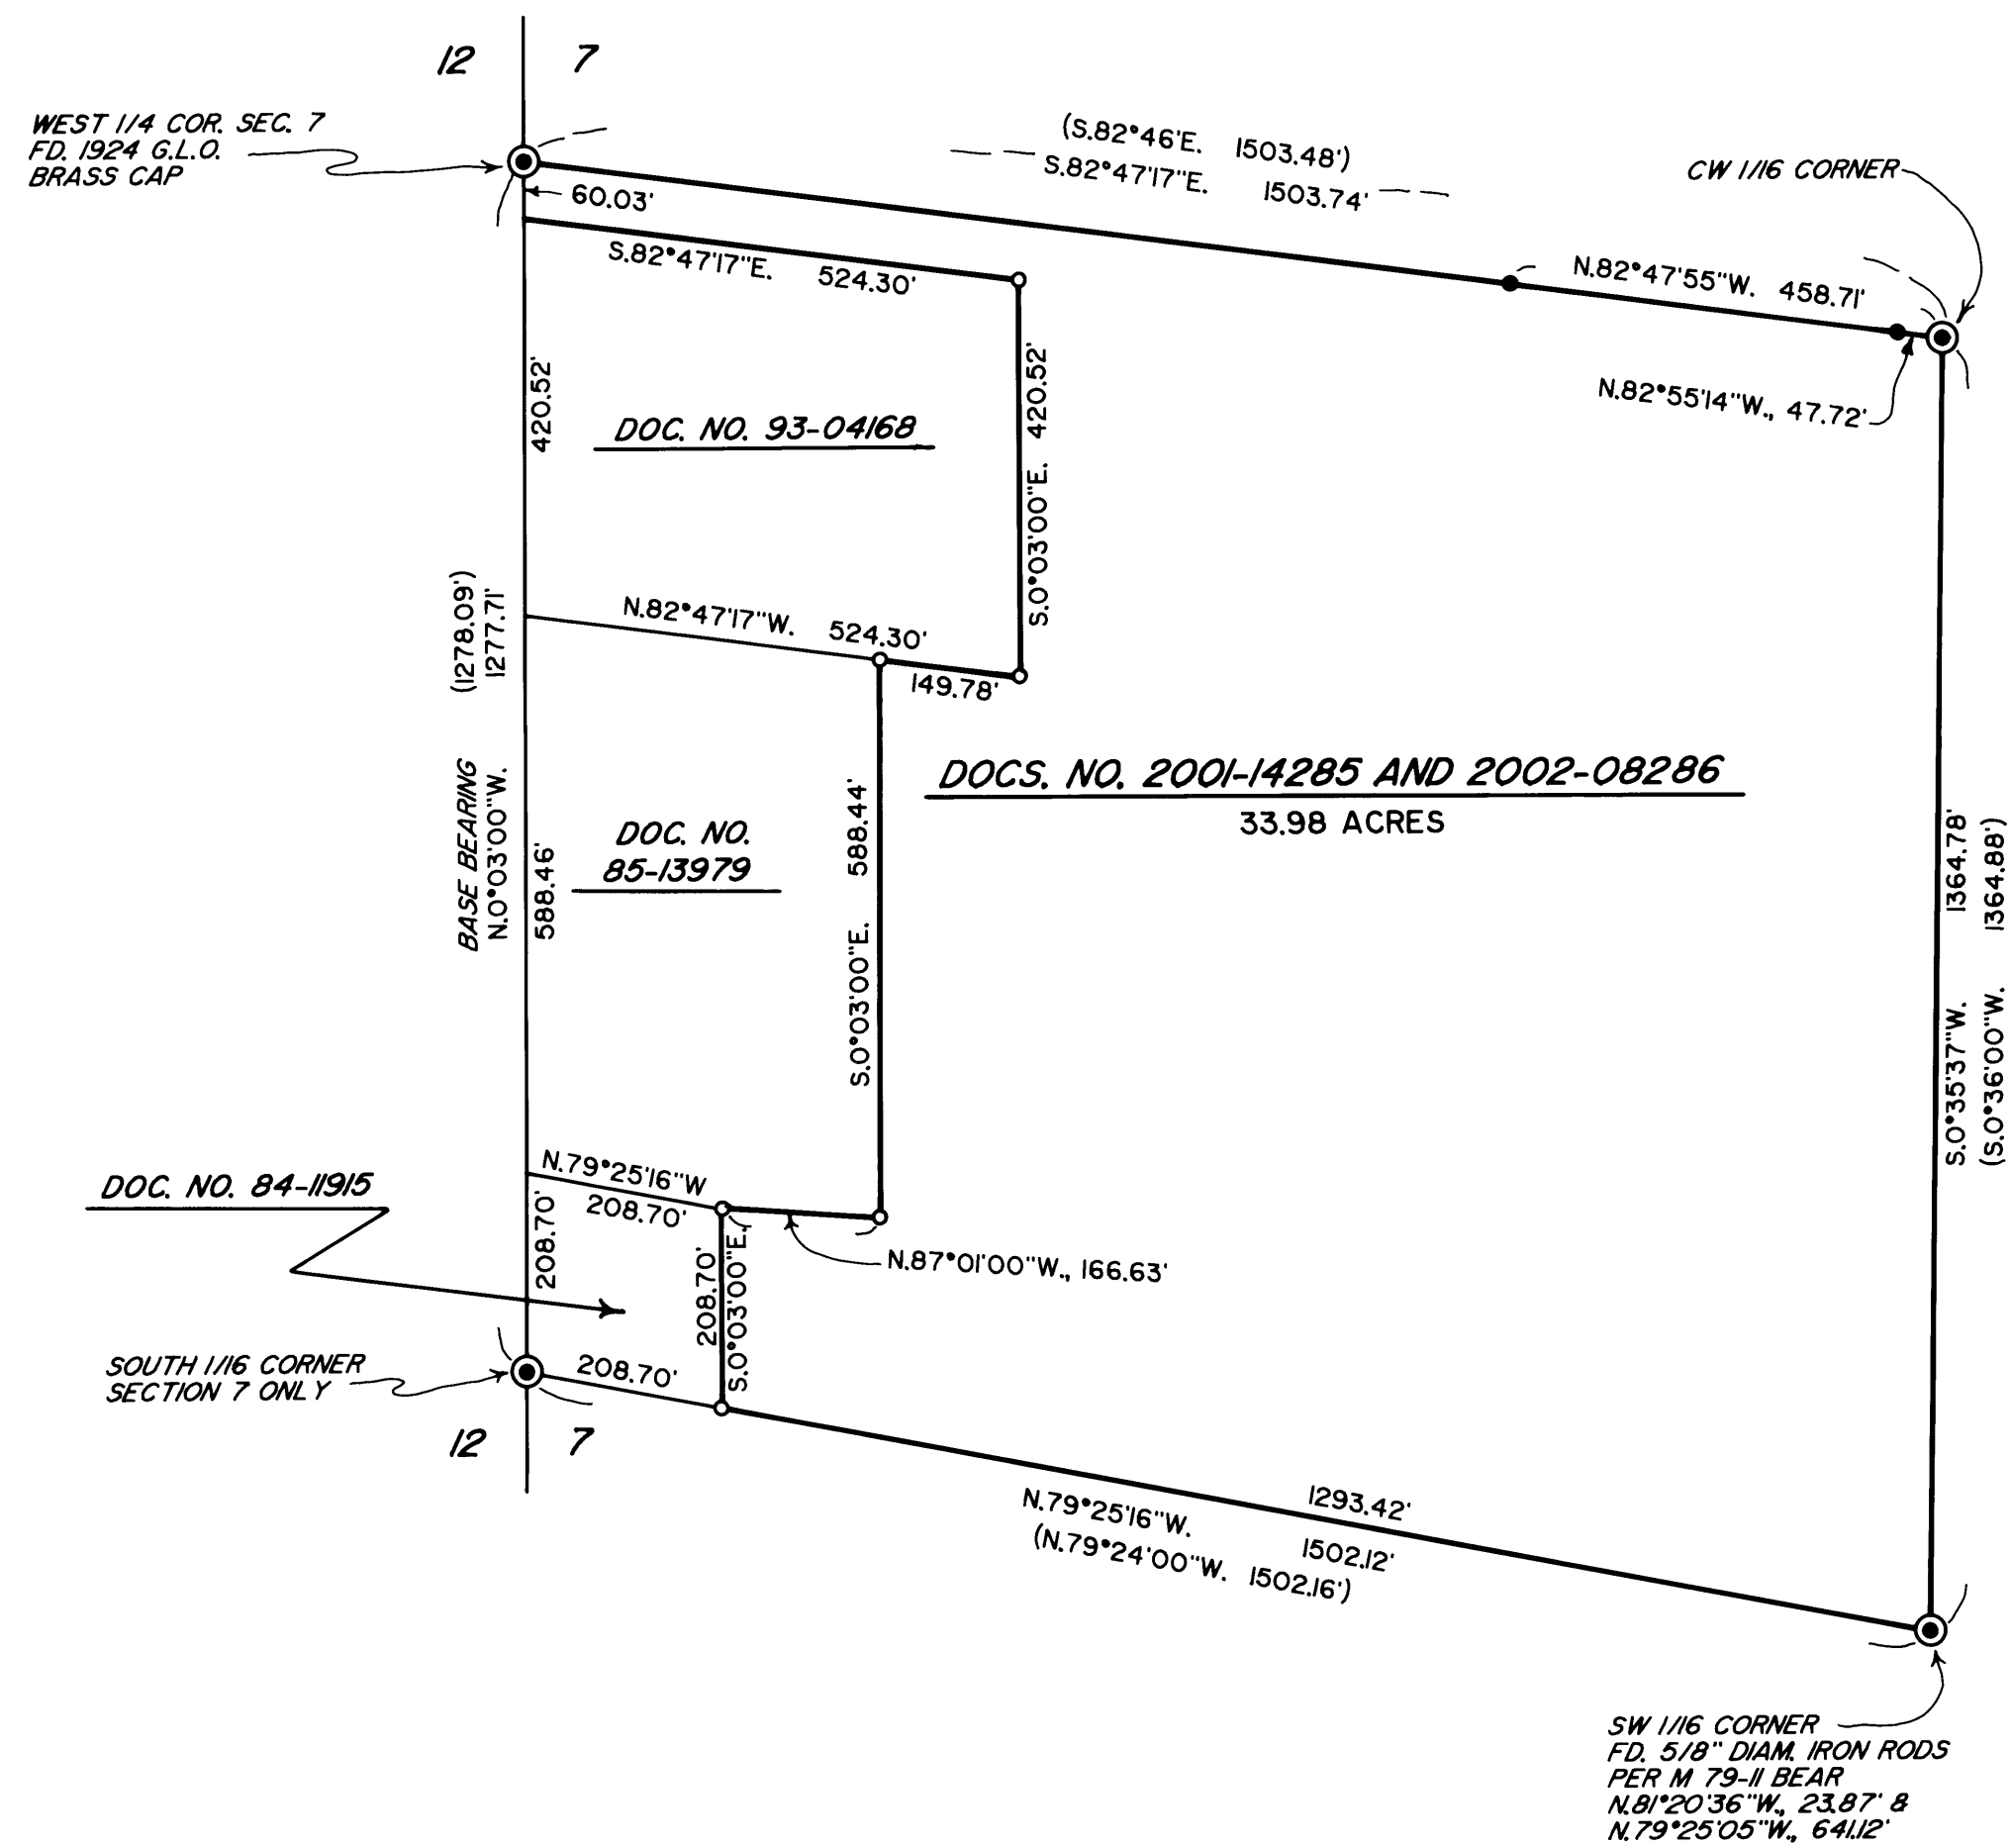 12 7
WEST 1/4 COR. SEC. 7
FD. 1924 G.L.O.
BRASS CAP
(S.82°46'E. 1503.48')
S.82°47'17"E. 1503.74'
CW 1/16 CORNER
60.03'
S.82°47'17"E. 524.30'
N.82°47'55"W. 458.71'
N.82°55'14"W., 47.72'
420.52'
DOC. NO. 93-04168
S.0°03'00"E. 420.52'
(1278.09')
1277.71'
N.82°47'17"W. 524.30'
149.78'
BASE BEARING
N.0°03'00"W.
588.46'
DOC. NO.
85-13979
S.0°03'00"E. 588.44'
DOCS. NO. 2001-14285 AND 2002-08286
33.98 ACRES
S.0°35'37"W. 1364.78'
(S.0°36'00"W. 1364.88')
DOC. NO. 84-11915
N.79°25'16"W
208.70'
208.70'
208.70'
S.0°03'00"E.
N.87°01'00"W., 166.63'
SOUTH 1/16 CORNER
SECTION 7 ONLY
208.70'
12 7
1293.42'
N.79°25'16"W. 1502.12'
(N.79°24'00"W. 1502.16')
SW 1/16 CORNER
FD. 5/8" DIAM. IRON RODS
PER M 79-11 BEAR
N.81°20'36"W., 23.87' &
N.79°25'05"W., 641.12'